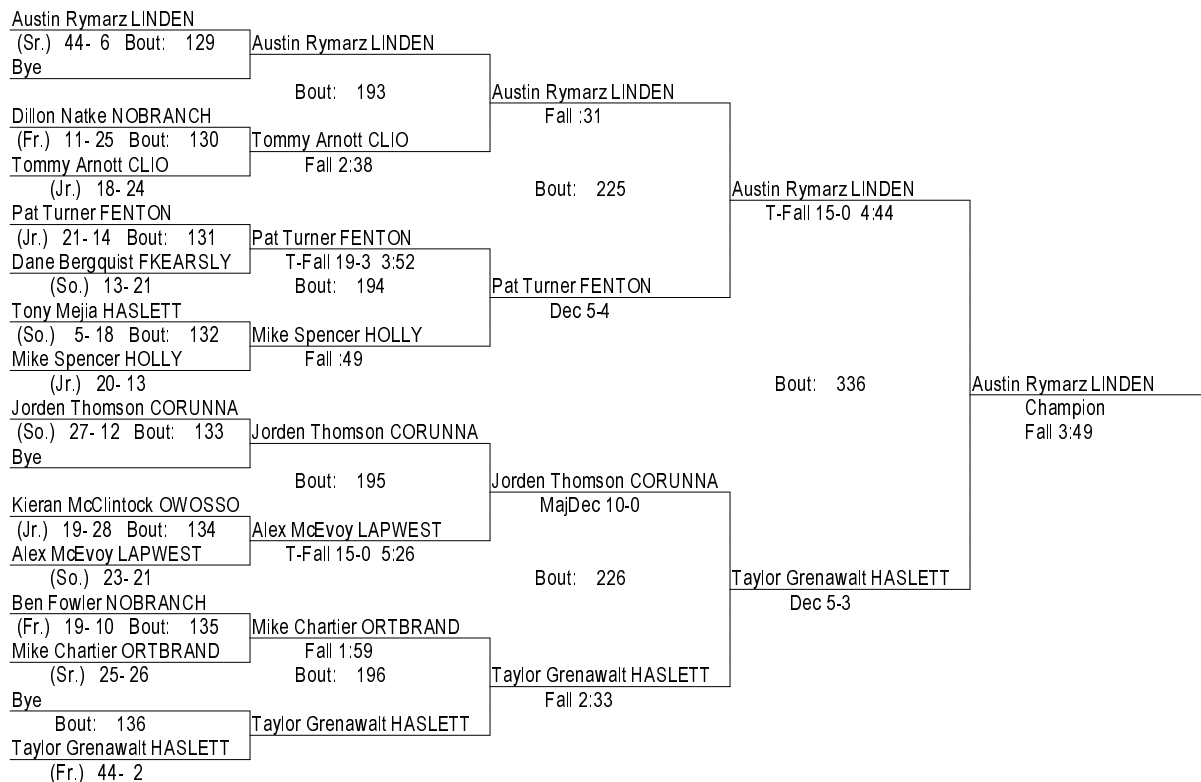 Austin Rymarz LINDEN
(Sr.) 44- 6 Bout: 129
Bye
Dillon Natke NOBRANCH
(Fr.) 11- 25 Bout: 130
Tommy Arnott CLIO
(Jr.) 18- 24
Pat Turner FENTON
(Jr.) 21- 14 Bout: 131
Dane Bergquist FKEARSLY
(So.) 13- 21
Tony Mejia HASLETT
(So.) 5- 18 Bout: 132
Mike Spencer HOLLY
(Jr.) 20- 13
Jorden Thomson CORUNNA
(So.) 27- 12 Bout: 133
Bye
Kieran McClintock OWOSSO
(Jr.) 19- 28 Bout: 134
Alex McEvoy LAPWEST
(So.) 23- 21
Ben Fowler NOBRANCH
(Fr.) 19- 10 Bout: 135
Mike Chartier ORTBRAND
(Sr.) 25- 26
Bye
Bout: 136
Taylor Grenawalt HASLETT
(Fr.) 44- 2
Austin Rymarz LINDEN
Bout: 193
Tommy Arnott CLIO
Fall 2:38
Pat Turner FENTON
T-Fall 19-3 3:52
Bout: 194
Mike Spencer HOLLY
Fall :49
Jorden Thomson CORUNNA
Bout: 195
Alex McEvoy LAPWEST
T-Fall 15-0 5:26
Mike Chartier ORTBRAND
Fall 1:59
Bout: 196
Taylor Grenawalt HASLETT
Austin Rymarz LINDEN
Fall :31
Bout: 225
Pat Turner FENTON
Dec 5-4
Jorden Thomson CORUNNA
MajDec 10-0
Bout: 226
Taylor Grenawalt HASLETT
Fall 2:33
Austin Rymarz LINDEN
T-Fall 15-0 4:44
Bout: 336
Taylor Grenawalt HASLETT
Dec 5-3
Austin Rymarz LINDEN
Champion
Fall 3:49